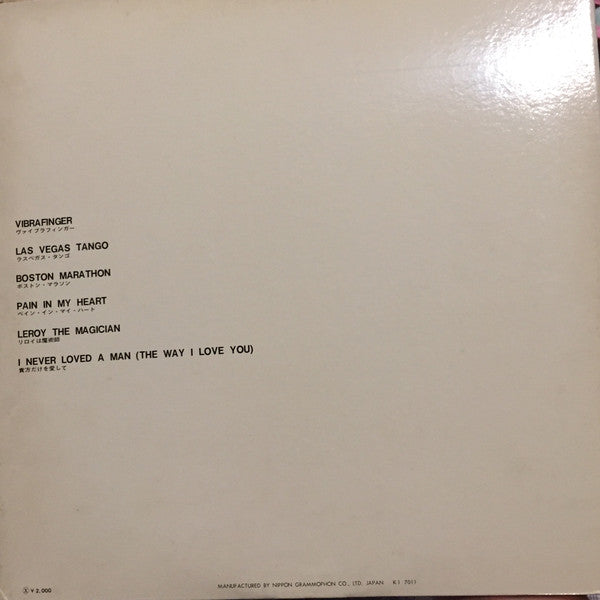 VIBRAFINGER
ヴァイブラフィンガー
LAS VEGAS TANGO
ラスベガス・タンゴ
BOSTON MARATHON
ボストン・マラソン
PAIN IN MY HEART
ペイン・イン・マイ・ハート
LEROY THE MAGICIAN
リロイは魔術師
I NEVER LOVED A MAN (THE WAY I LOVE YOU)
貴方だけを愛して
Ⓧ ¥2,000
MANUFACTURED BY NIPPON GRAMMOPHON CO., LTD. JAPAN. KI 7011